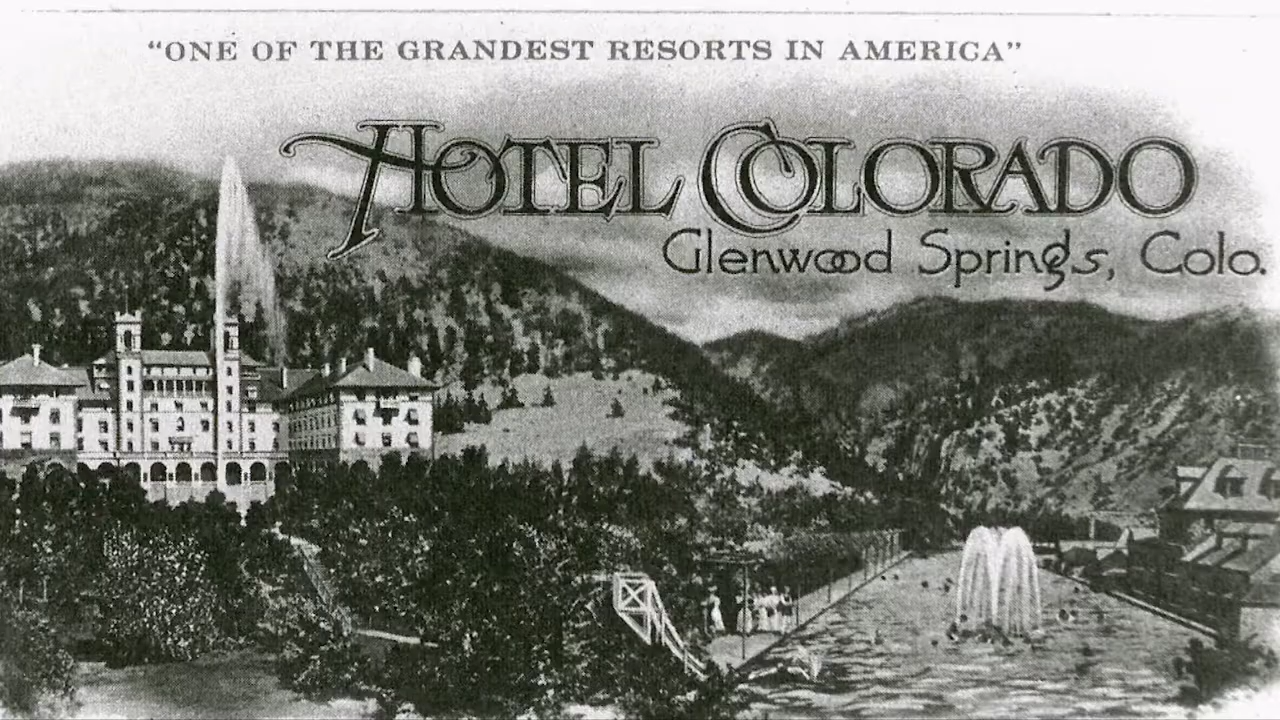 “ONE OF THE GRANDEST RESORTS IN AMERICA”
HOTEL COLORADO
Glenwood Springs, Colo.